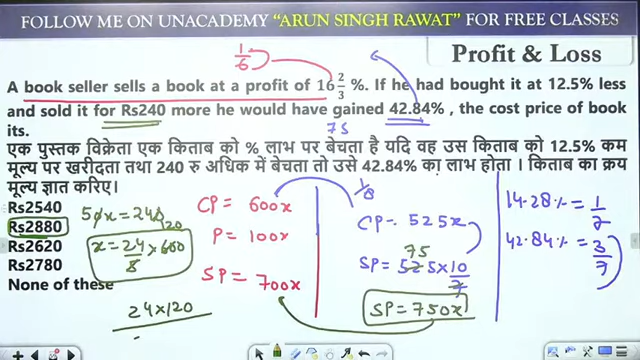 FOLLOW ME ON UNACADEMY “ARUN SINGH RAWAT” FOR FREE CLASSES
Profit & Loss
1/6
A book seller sells a book at a profit of 16 2/3 %. If he had bought it at 12.5% less
and sold it for Rs240 more he would have gained 42.84% , the cost price of book
its.
75
एक पुस्तक विक्रेता एक किताब को % लाभ पर बेचता है यदि वह उस किताब को 12.5% कम
मूल्य पर खरीदता तथा 240 रु अधिक में बेचता तो उसे 42.84% का लाभ होता । किताब का क्रय
मूल्य ज्ञात करिए।
Rs2540
Rs2880
Rs2620
Rs2780
None of these
50x = 240
120
x = 24/8 × 600
24 × 120
CP = 600x
P = 100x
SP = 700x
1/8
CP = 525x
75
SP = 525 × 10/7
SP = 750x
14.28% = 1/7
42.84% = 3/7